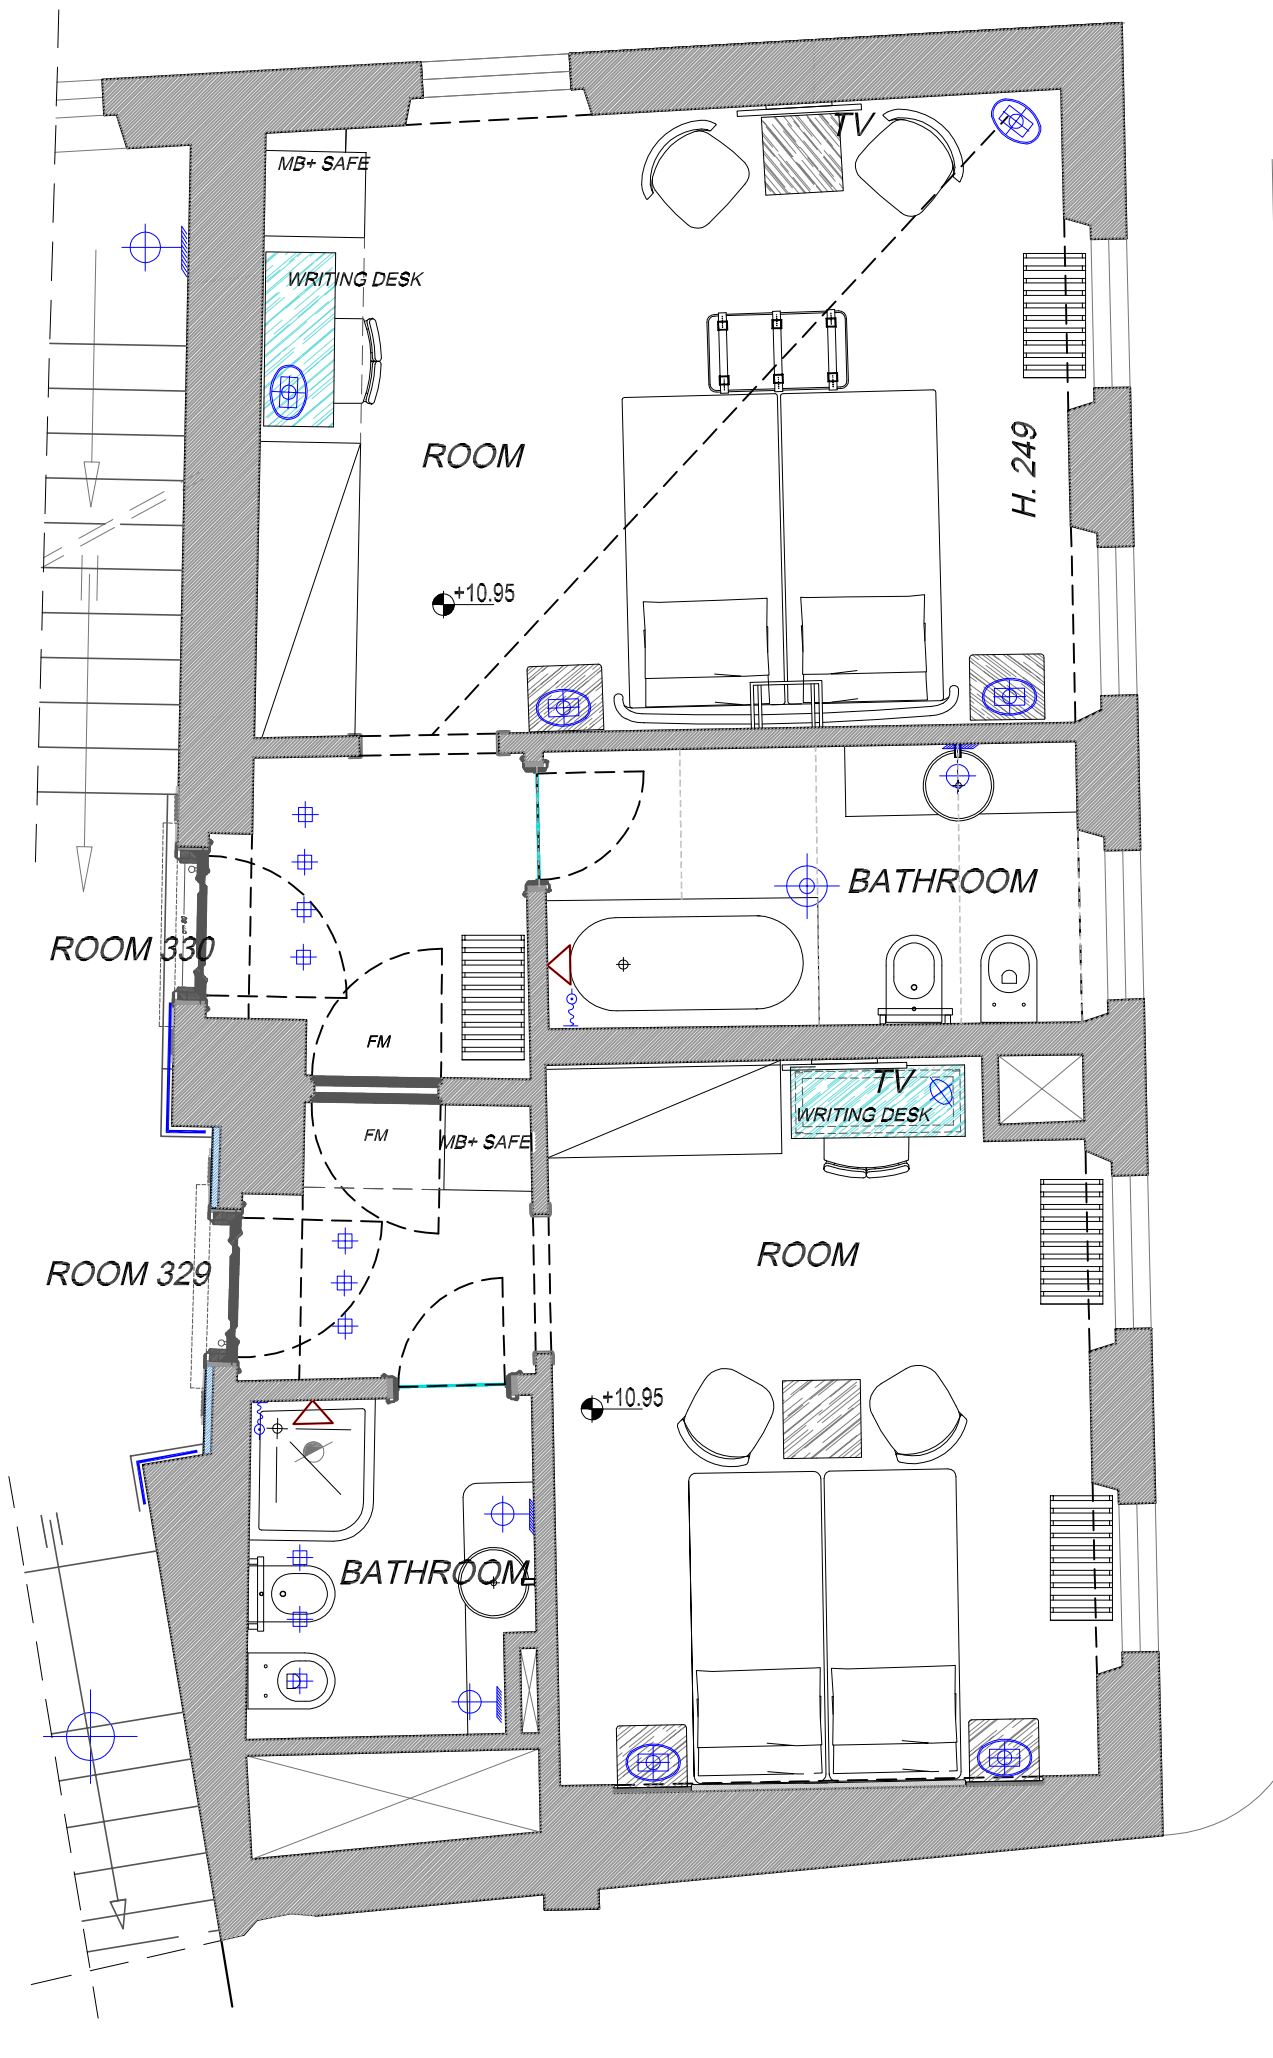 MB+ SAFE
TV
WRITING DESK
ROOM
H. 249
+10.95
BATHROOM
ROOM 330
FM
FM
MB+ SAFE
TV
WRITING DESK
ROOM
ROOM 329
+10.95
BATHROOM